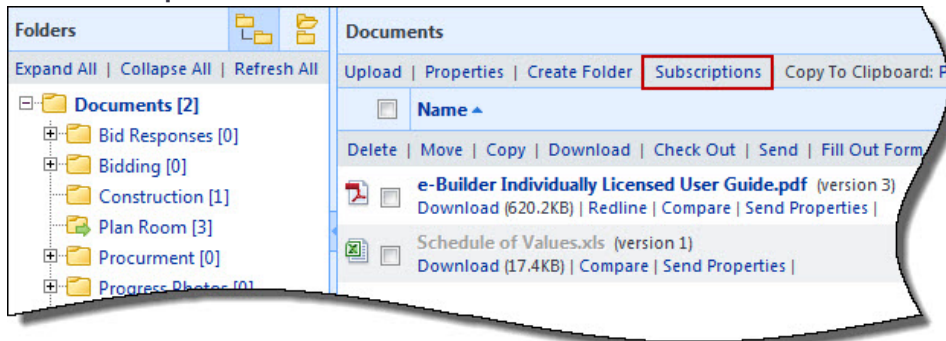 Folders
Expand All | Collapse All | Refresh All
Documents [2]
Bid Responses [0]
Bidding [0]
Construction [1]
Plan Room [3]
Procurment [0]
Progress Photos [0]
Documents
Upload | Properties | Create Folder | Subscriptions | Copy To Clipboard:
Name
Delete | Move | Copy | Download | Check Out | Send | Fill Out Form
e-Builder Individually Licensed User Guide.pdf (version 3)
Download (620.2KB) | Redline | Compare | Send Properties |
Schedule of Values.xls (version 1)
Download (17.4KB) | Compare | Send Properties |